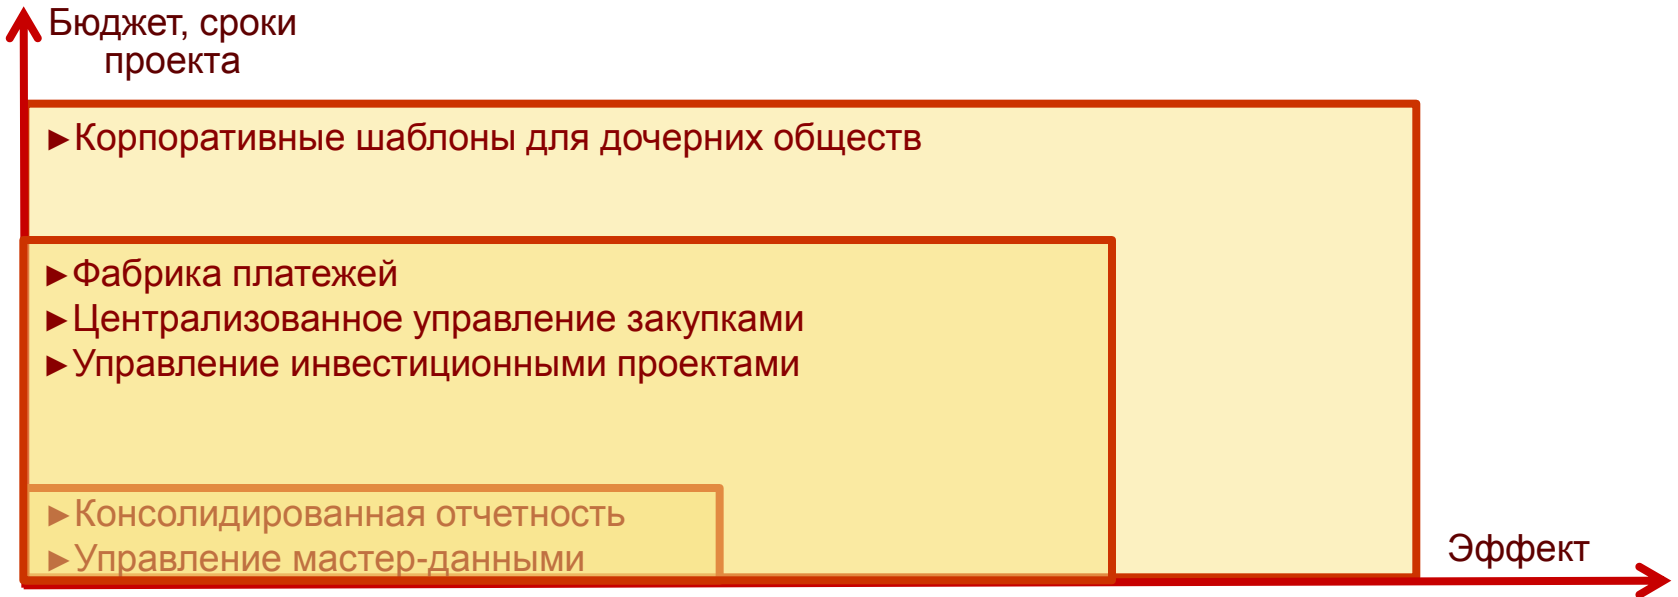 Бюджет, сроки
проекта
►Корпоративные шаблоны для дочерних обществ
►Фабрика платежей
►Централизованное управление закупками
►Управление инвестиционными проектами
►Консолидированная отчетность
►Управление мастер-данными
Эффект